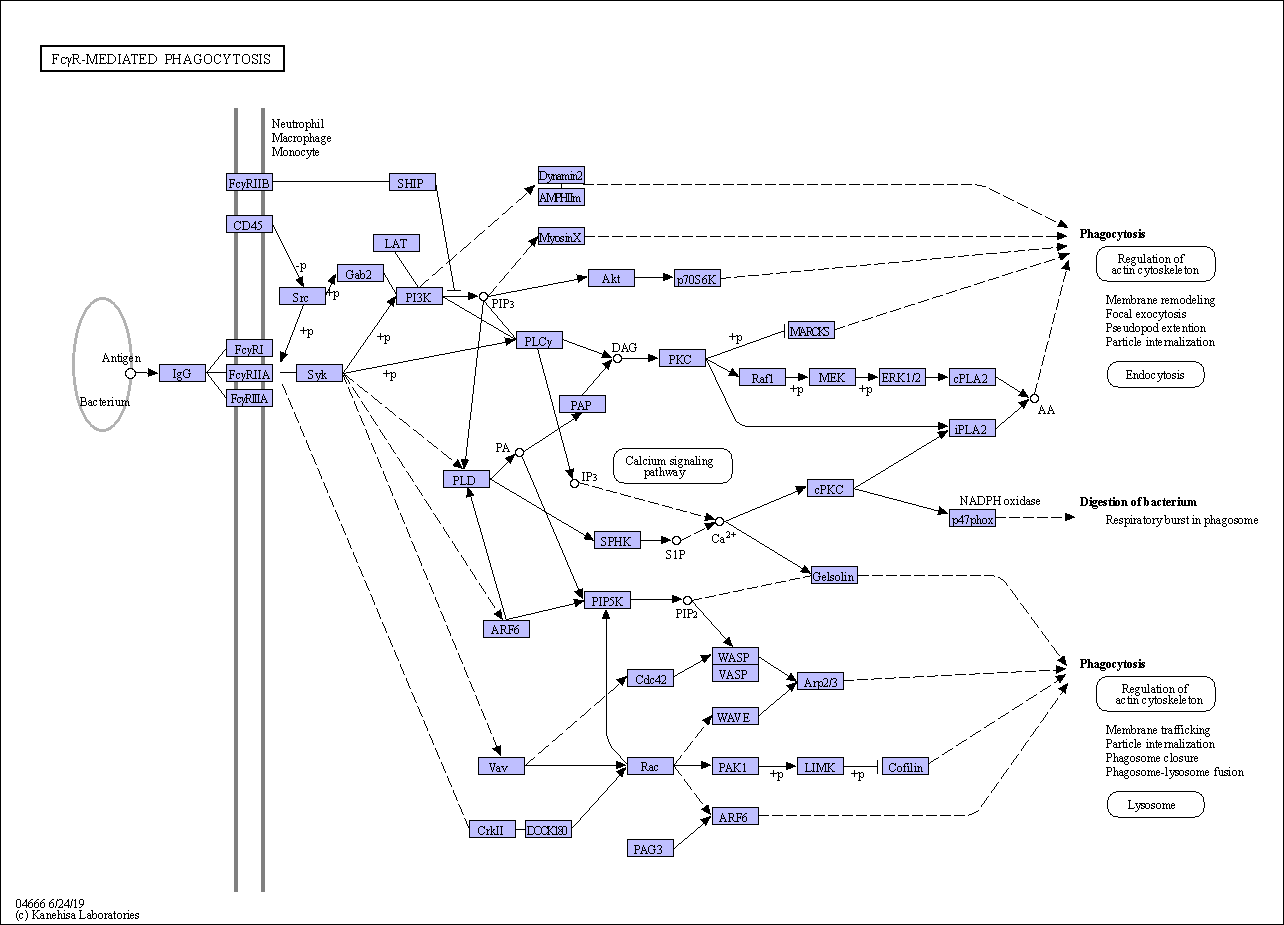 FcγR-MEDIATED PHAGOCYTOSIS
Neutrophil
Macrophage
Monocyte
FcγRIIB
SHIP
Dynamin2
AMPHIIm
CD45
LAT
MyosinX
Phagocytosis
-p
Gab2
Akt
p70S6K
Regulation of
actin cytoskeleton
Src
+p
PI3K
PIP3
Membrane remodeling
Focal exocytosis
Pseudopod extention
Particle internalization
+p
+p
PLCγ
+p
MARCKS
FcγRI
DAG
PKC
Antigen
IgG
FcγRIIA
Syk
+p
Raf1
+p
MEK
+p
ERK1/2
cPLA2
Endocytosis
Bacterium
FcγRIIIA
PAP
AA
iPLA2
PA
Calcium signaling
pathway
PLD
IP3
cPKC
NADPH oxidase
Digestion of bacterium
p47phox
Respiratory burst in phagosome
SPHK
S1P
Ca2+
Gelsolin
PIP5K
PIP2
ARF6
WASP
VASP
Cdc42
Arp2/3
Phagocytosis
Regulation of
actin cytoskeleton
WAVE
Membrane trafficking
Particle internalization
Phagosome closure
Phagosome-lysosome fusion
Vav
Rac
PAK1
+p
LIMK
+p
Cofilin
Lysosome
CrkII
DOCK180
ARF6
PAG3
04666 6/24/19
(c) Kanehisa Laboratories